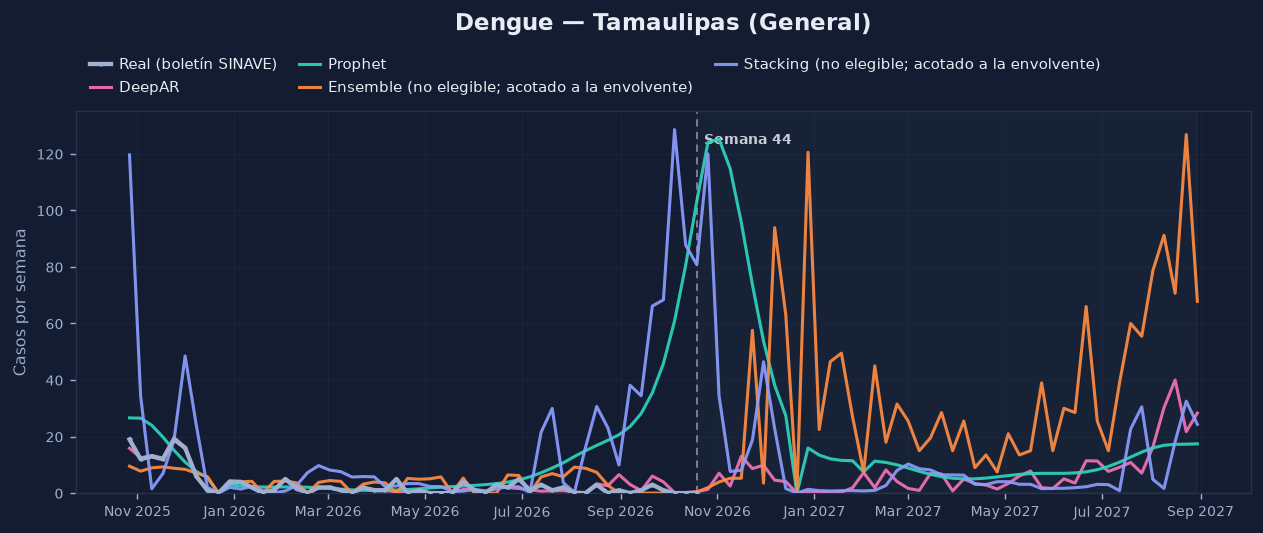 Dengue — Tamaulipas (General)
Real (boletín SINAVE)
Prophet
Stacking (no elegible; acotado a la envolvente)
DeepAR
Ensemble (no elegible; acotado a la envolvente)
Semana 44
Casos por semana
120
100
80
60
40
20
0
Nov 2025
Jan 2026
Mar 2026
May 2026
Jul 2026
Sep 2026
Nov 2026
Jan 2027
Mar 2027
May 2027
Jul 2027
Sep 2027